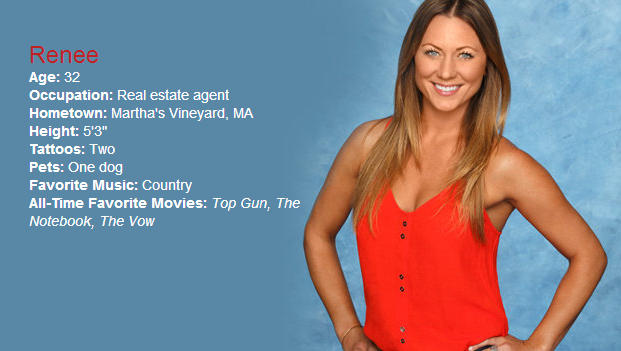 Renee
Age: 32
Occupation: Real estate agent
Hometown: Martha's Vineyard, MA
Height: 5'3"
Tattoos: Two
Pets: One dog
Favorite Music: Country
All-Time Favorite Movies: Top Gun, The
Notebook, The Vow